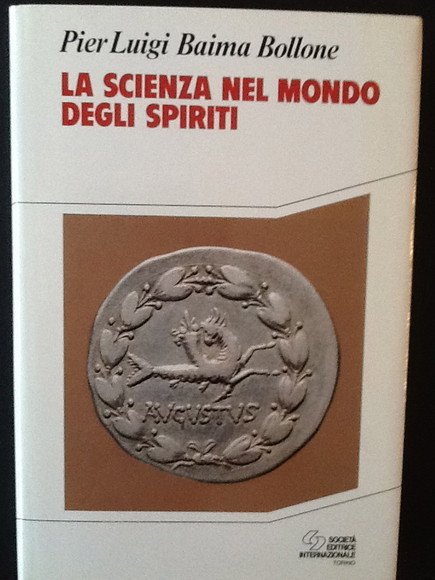 Pier Luigi Baima Bollone
LA SCIENZA NEL MONDO
DEGLI SPIRITI
AVGVSTVS
SOCIETÀ
EDITRICE
INTERNAZIONALE
TORINO